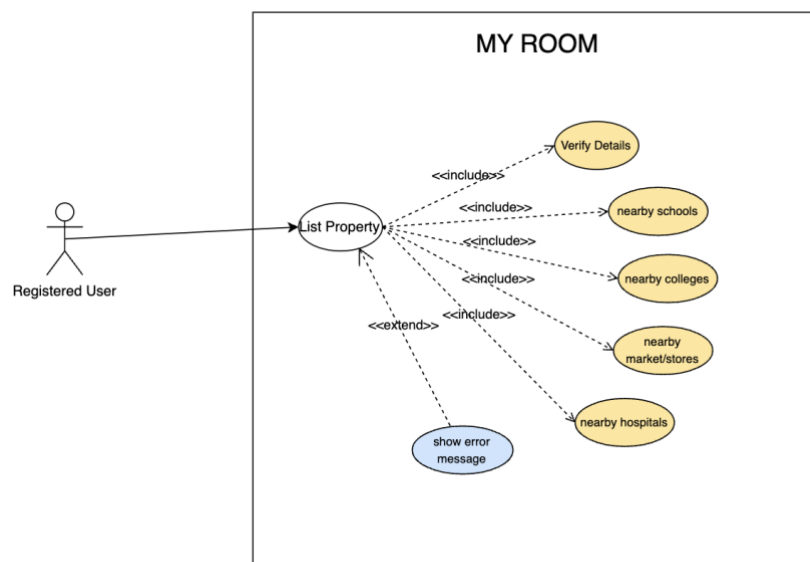 MY ROOM
Verify Details
<<include>>
nearby schools
<<include>>
List Property
<<include>>
nearby colleges
Registered User
<<include>>
<<include>>
<<extend>>
nearby
market/stores
nearby hospitals
show error
message